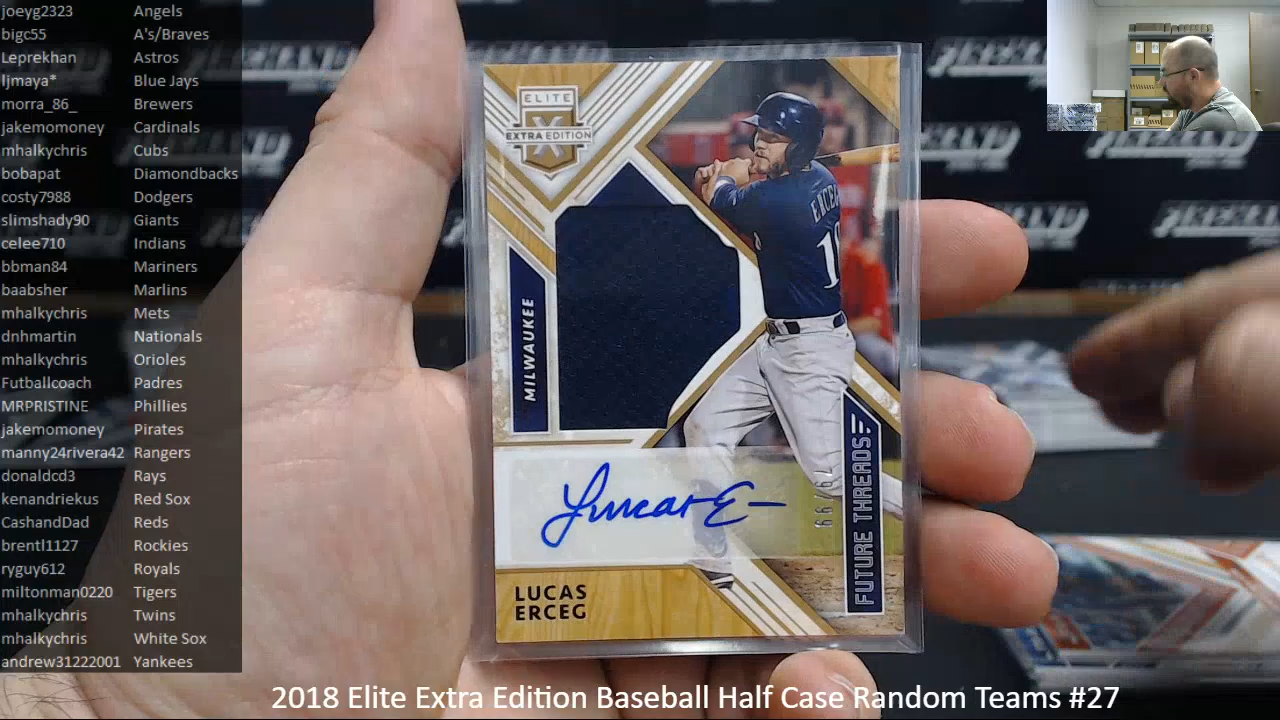 joeyg2323 Angels
bigc55 A's/Braves
Leprekhan Astros
ljmaya* Blue Jays
morra_86_ Brewers
jakemomoney Cardinals
mhalkychris Cubs
bobapat Diamondbacks
costy7988 Dodgers
slimshady90 Giants
celee710 Indians
bbman84 Mariners
baabsher Marlins
mhalkychris Mets
dnhmartin Nationals
mhalkychris Orioles
Futballcoach Padres
MRPRISTINE Phillies
jakemomoney Pirates
manny24rivera42 Rangers
donaldcd3 Rays
kenandriekus Red Sox
CashandDad Reds
brentl1127 Rockies
ryguy612 Royals
miltonman0220 Tigers
mhalkychris Twins
mhalkychris White Sox
andrew31222001 Yankees
ELITE
EXTRA EDITION
X
MILWAUKEE
ERCEG
FUTURE THREADS
LUCAS
ERCEG
2018 Elite Extra Edition Baseball Half Case Random Teams #27